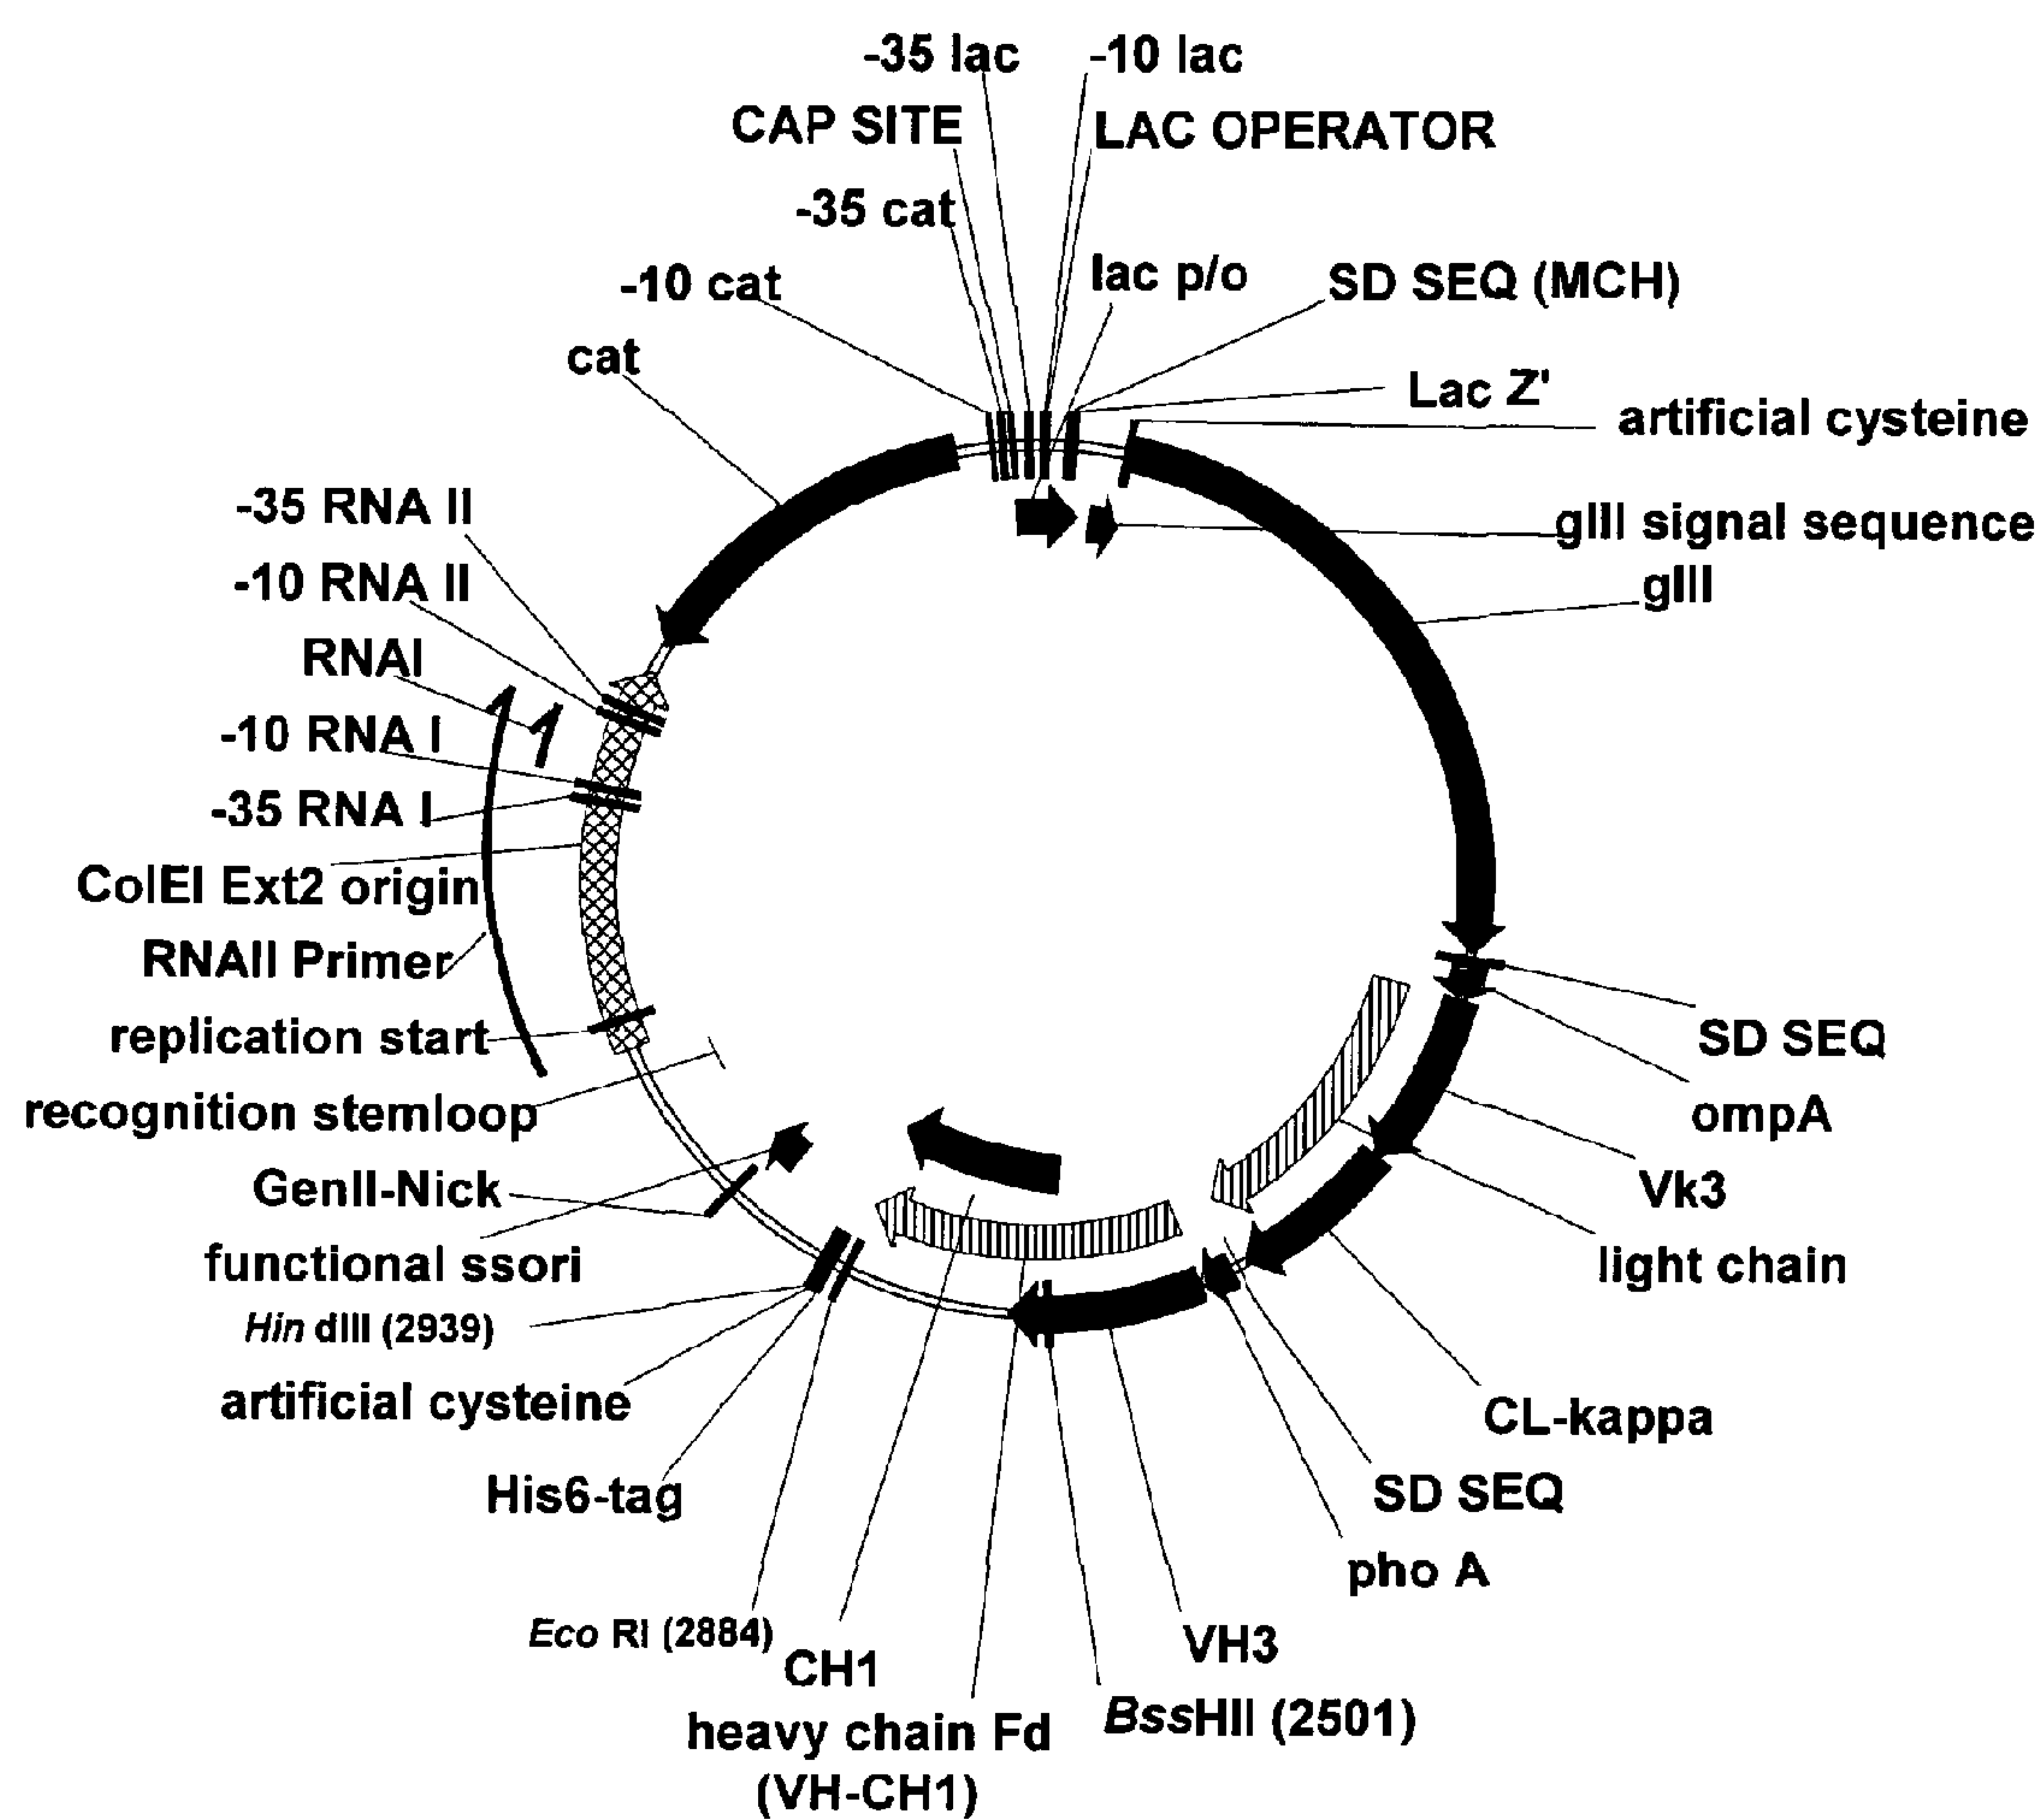 -35 lac
-10 lac
CAP SITE
LAC OPERATOR
-35 cat
lac p/o
SD SEQ (MCH)
-10 cat
cat
Lac Z'
artificial cysteine
-35 RNA II
gIII signal sequence
-10 RNA II
gIII
RNAI
-10 RNA I
-35 RNA I
ColEI Ext2 origin
RNAII Primer
replication start
SD SEQ
recognition stemloop
ompA
GenII-Nick
Vk3
functional ssori
light chain
Hin dIII (2939)
artificial cysteine
CL-kappa
His6-tag
SD SEQ
pho A
Eco RI (2884)
CH1
VH3
heavy chain Fd
(VH-CH1)
BssHII (2501)